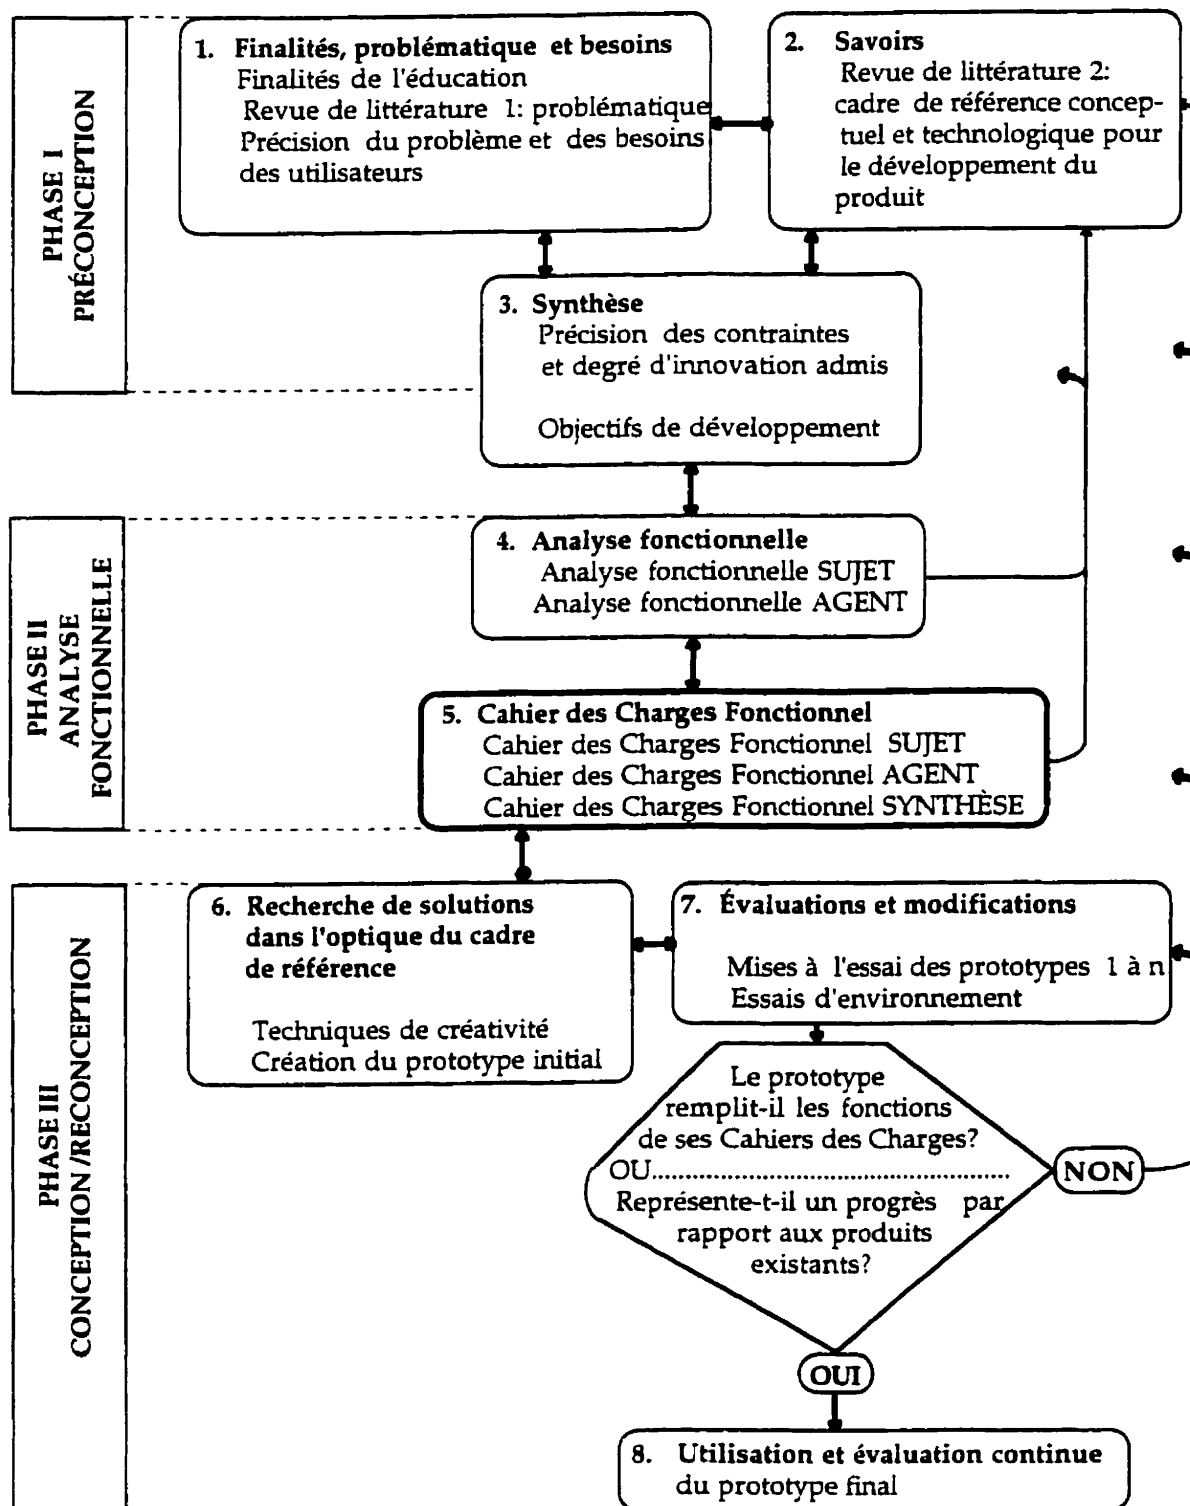 PHASE I
PRÉCONCEPTION
1. Finalités, problématique et besoins
Finalités de l'éducation
Revue de littérature 1: problématique
Précision du problème et des besoins
des utilisateurs
2. Savoirs
Revue de littérature 2:
cadre de référence concep-
tuel et technologique pour
le développement du
produit
3. Synthèse
Précision des contraintes
et degré d'innovation admis
Objectifs de développement
PHASE II
ANALYSE
FONCTIONNELLE
4. Analyse fonctionnelle
Analyse fonctionnelle SUJET
Analyse fonctionnelle AGENT
5. Cahier des Charges Fonctionnel
Cahier des Charges Fonctionnel SUJET
Cahier des Charges Fonctionnel AGENT
Cahier des Charges Fonctionnel SYNTHÈSE
PHASE III
CONCEPTION/RECONCEPTION
6. Recherche de solutions
dans l'optique du cadre
de référence
Techniques de créativité
Création du prototype initial
7. Évaluations et modifications
Mises à l'essai des prototypes 1 à n
Essais d'environnement
Le prototype
remplit-il les fonctions
de ses Cahiers des Charges?
OU..................................................
Représente-t-il un progrès par
rapport aux produits
existants?
NON
OUI
8. Utilisation et évaluation continue
du prototype final